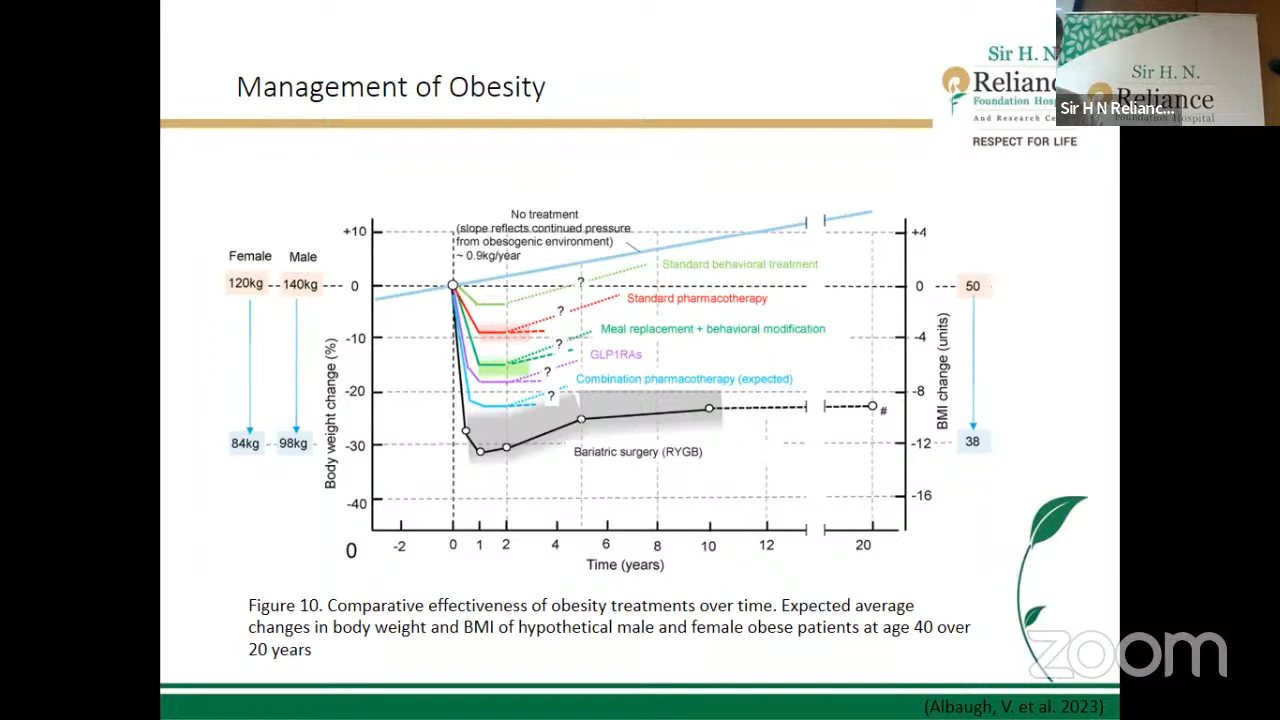 Management of Obesity
Sir H. N.
Relianc
Foundation Hosp
And Research Ce
RESPECT FOR LIFE
Sir H. N.
Reliance
Foundation Hospital
Sir H N Relianc...
No treatment
(slope reflects continued pressure
from obesogenic environment)
~ 0.9kg/year
Standard behavioral treatment
Standard pharmacotherapy
Meal replacement + behavioral modification
GLP1RAs
Combination pharmacotherapy (expected)
Bariatric surgery (RYGB)
? ? ? ? ?
#
Female Male
120kg 140kg
84kg 98kg
Body weight change (%)
+10
0
-10
-20
-30
-40
BMI change (units)
+4
0
-4
-8
-12
-16
50
38
0 -2 0 1 2 4 6 8 10 12 20
Time (years)
Figure 10. Comparative effectiveness of obesity treatments over time. Expected average
changes in body weight and BMI of hypothetical male and female obese patients at age 40 over
20 years
zoom
(Albaugh, V. et al. 2023)